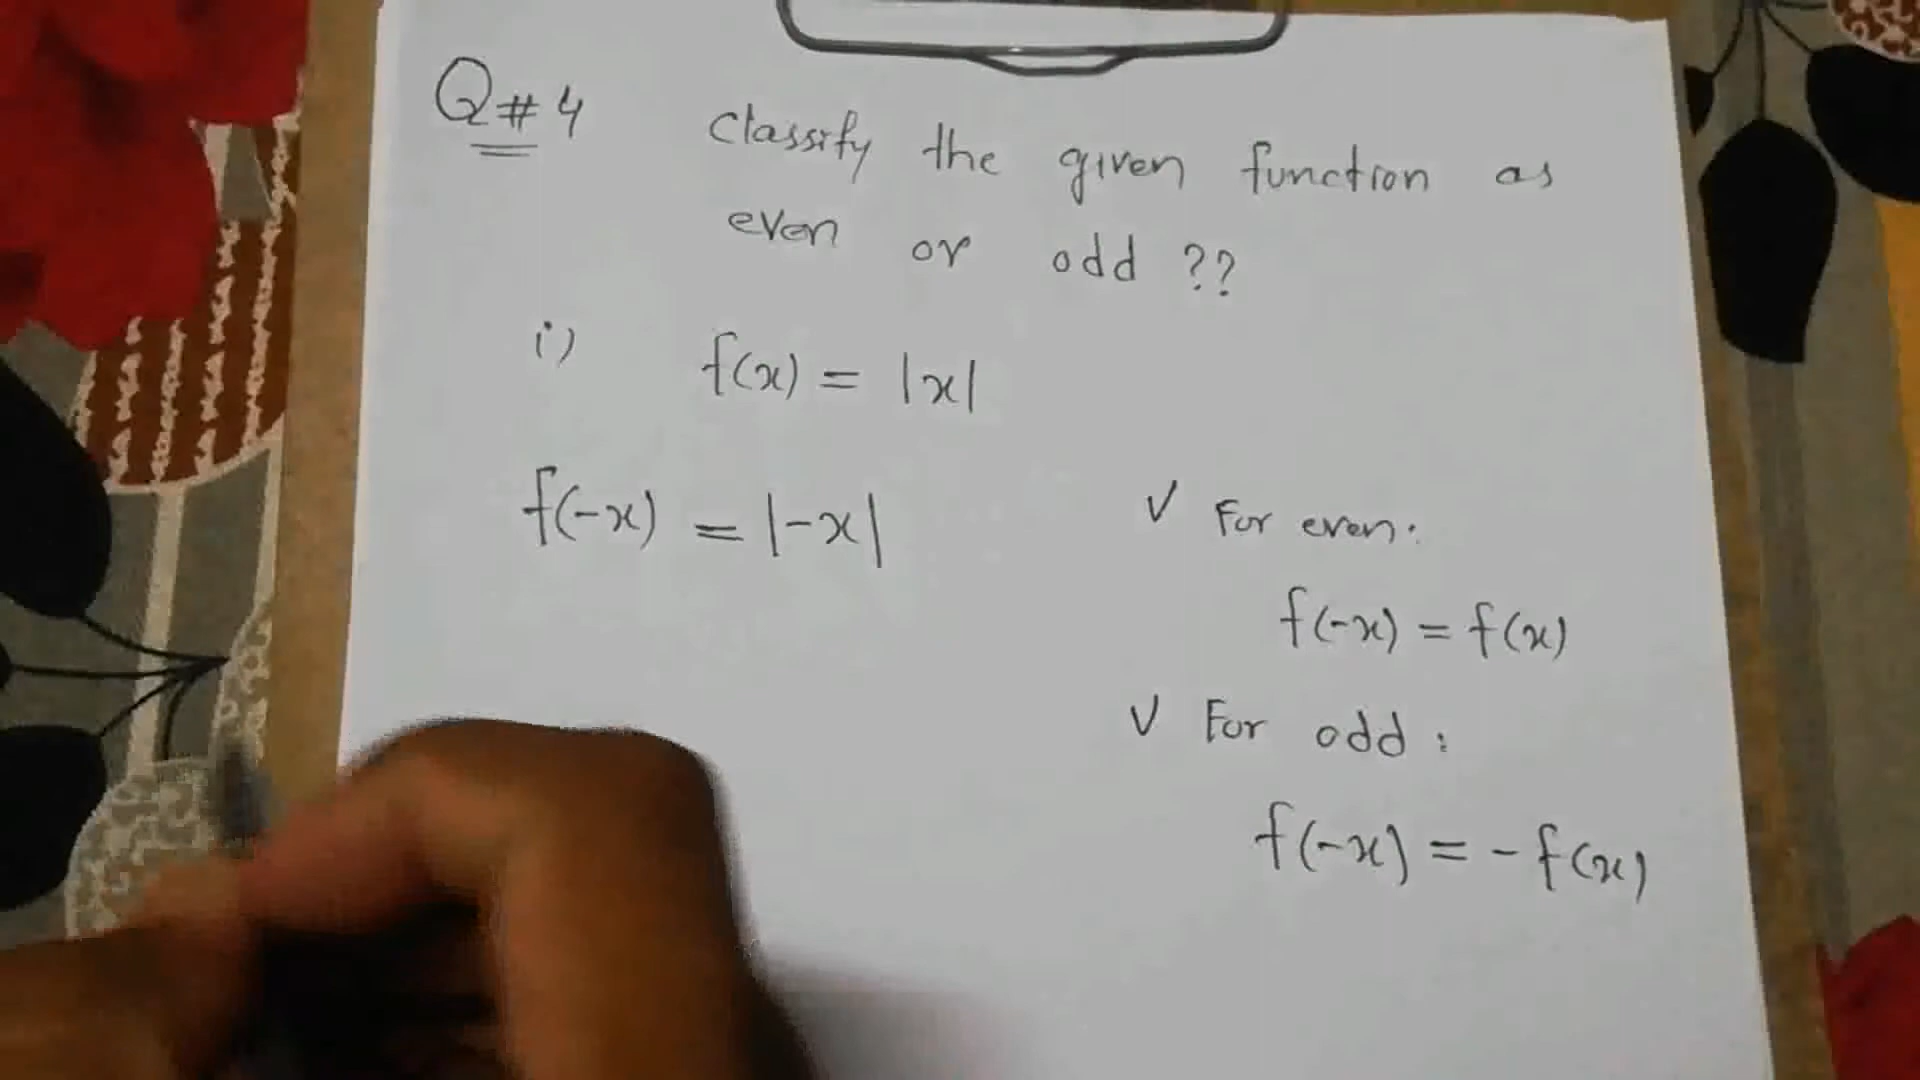 Q#4
Classify the given function as
even or odd ??
i) f(x) = |x|
f(-x) = |-x|
✓ For even:
f(-x) = f(x)
✓ For odd:
f(-x) = -f(x)